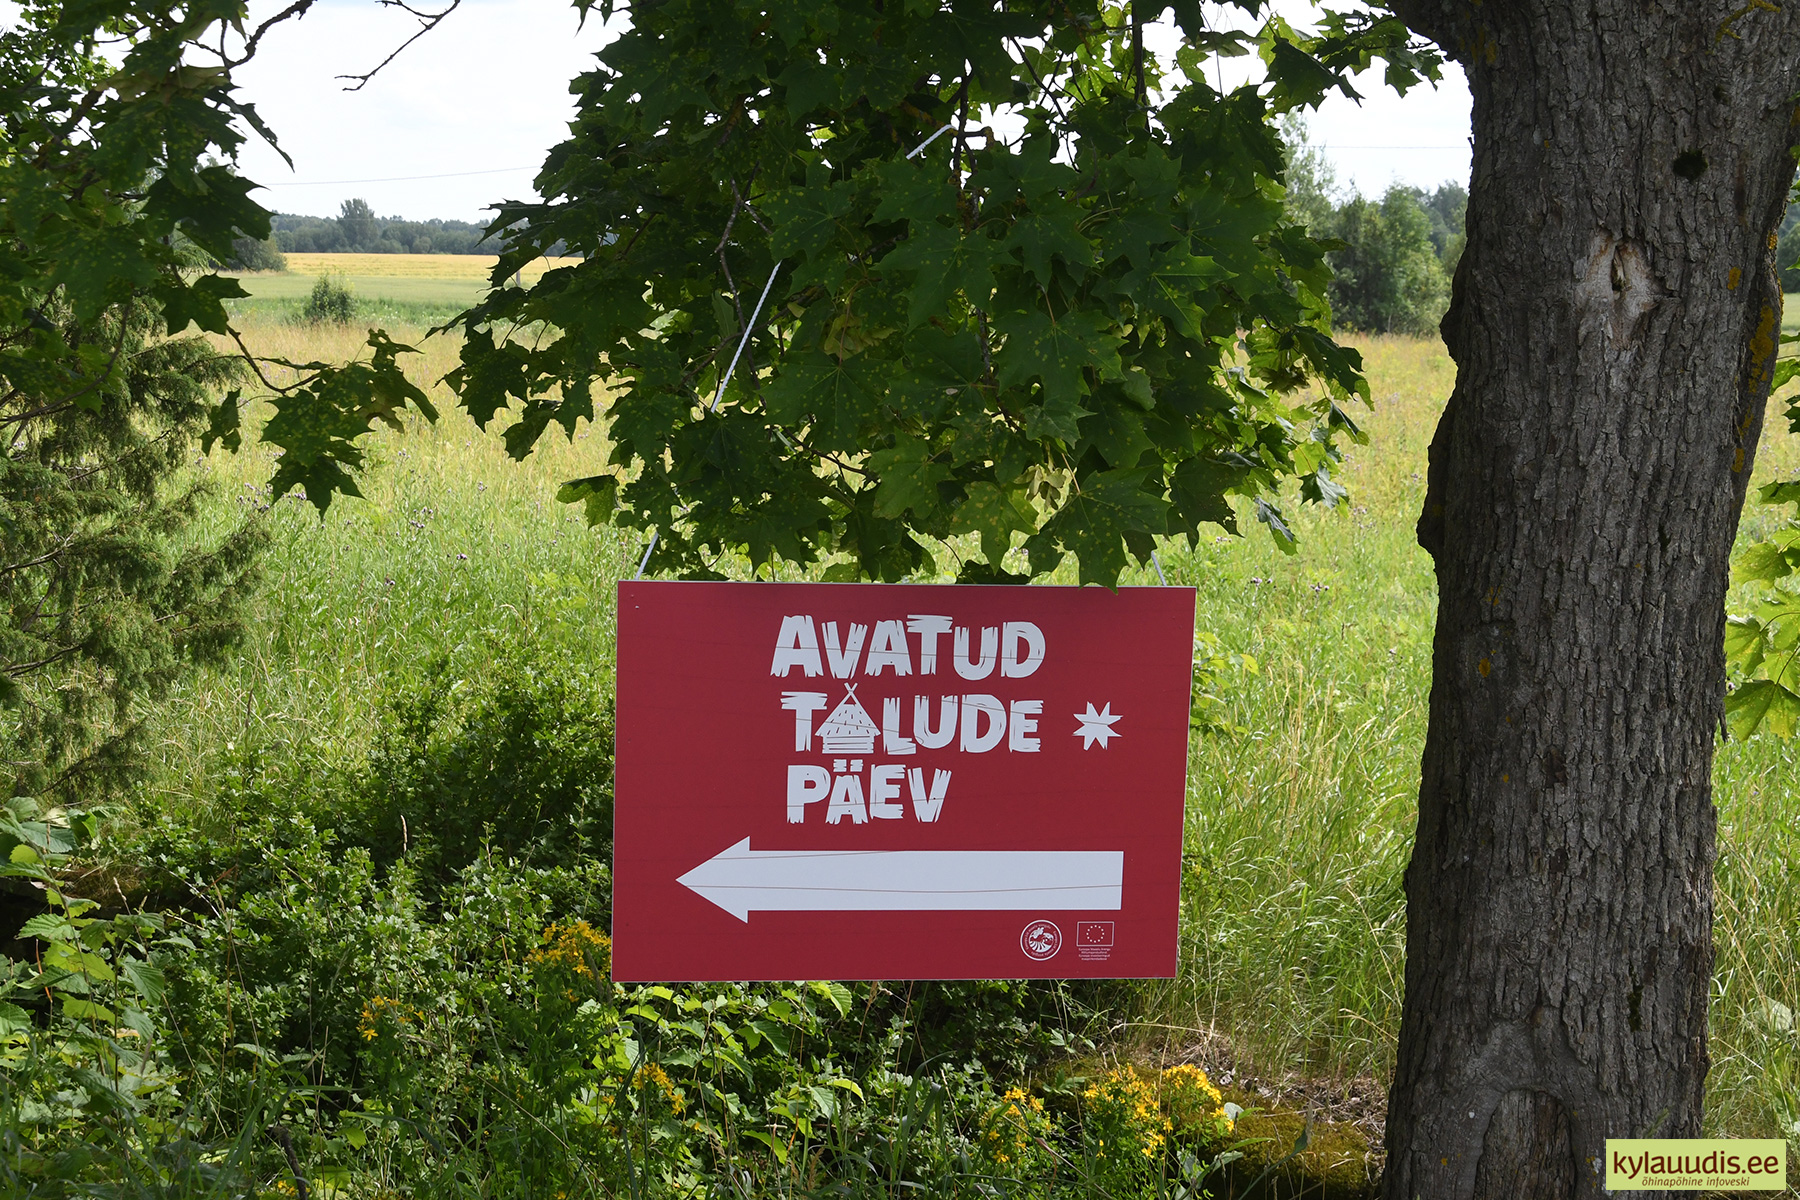 AVATUD
TALUDE
PÄEV
kylauudis.ee
õhinapõhine infoveski